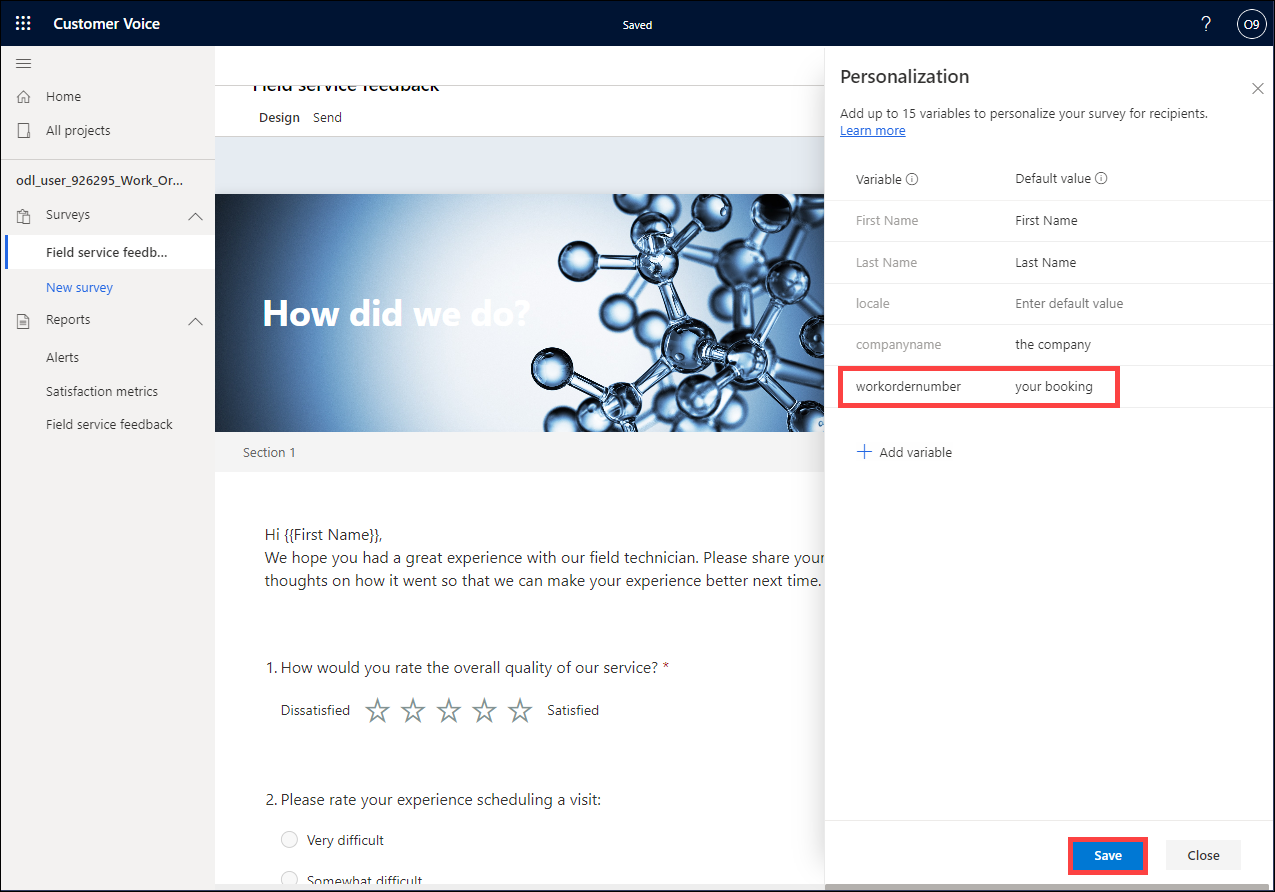 Customer Voice
Saved
?
O9
Home
All projects
odl_user_926295_Work_Or...
Surveys
Field service feedb...
New survey
Reports
Alerts
Satisfaction metrics
Field service feedback
Field service feedback
Design Send
How did we do?
Section 1
Hi {{First Name}},
We hope you had a great experience with our field technician. Please share your
thoughts on how it went so that we can make your experience better next time.
1. How would you rate the overall quality of our service? *
Dissatisfied Satisfied
2. Please rate your experience scheduling a visit:
Very difficult
Somewhat difficult
Personalization
Add up to 15 variables to personalize your survey for recipients.
Learn more
Variable Default value
First Name First Name
Last Name Last Name
locale Enter default value
companyname the company
workordernumber your booking
Add variable
Save Close